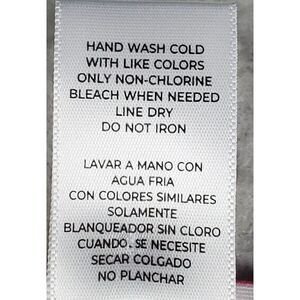 HAND WASH COLD
WITH LIKE COLORS
ONLY NON-CHLORINE
BLEACH WHEN NEEDED
LINE DRY
DO NOT IRON
LAVAR A MANO CON
AGUA FRIA
CON COLORES SIMILARES
SOLAMENTE
BLANQUEADOR SIN CLORO
CUANDO. SE NECESITE
SECAR COLGADO
NO PLANCHAR